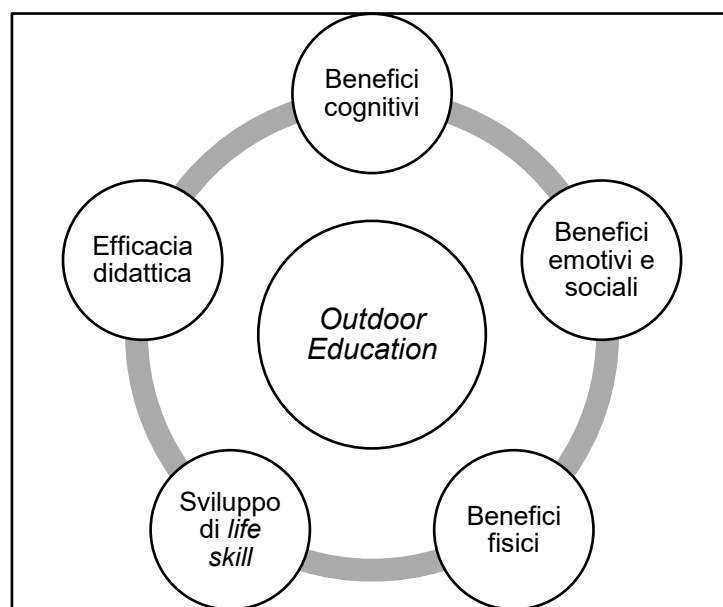 Benefici
cognitivi
Benefici
emotivi e
sociali
Benefici
fisici
Sviluppo
di life
skill
Efficacia
didattica
Outdoor
Education